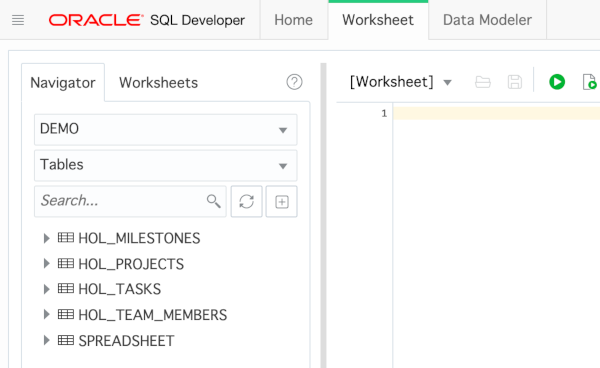 ORACLE SQL Developer Home Worksheet Data Modeler
Navigator Worksheets ?
[Worksheet]
1
DEMO
Tables
Search...
HOL_MILESTONES
HOL_PROJECTS
HOL_TASKS
HOL_TEAM_MEMBERS
SPREADSHEET